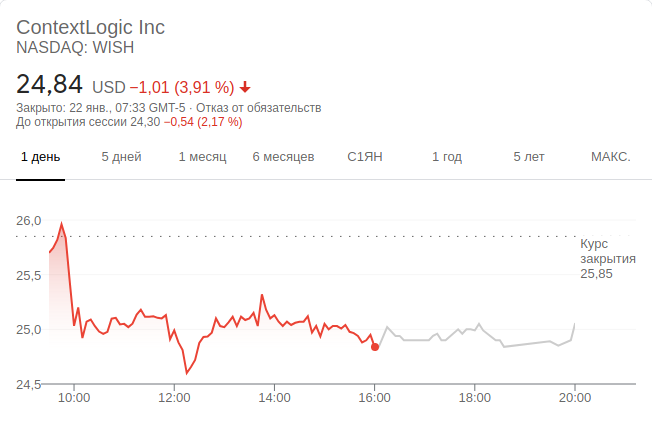 ContextLogic Inc
NASDAQ: WISH
24,84 USD −1,01 (3,91 %)
Закрыто: 22 янв., 07:33 GMT-5 · Отказ от обязательств
До открытия сессии 24,30 −0,54 (2,17 %)
1 день 5 дней 1 месяц 6 месяцев С1ЯН 1 год 5 лет МАКС.
26,0
Курс
закрытия
25,85
25,5
25,0
24,5
10:00 12:00 14:00 16:00 18:00 20:00